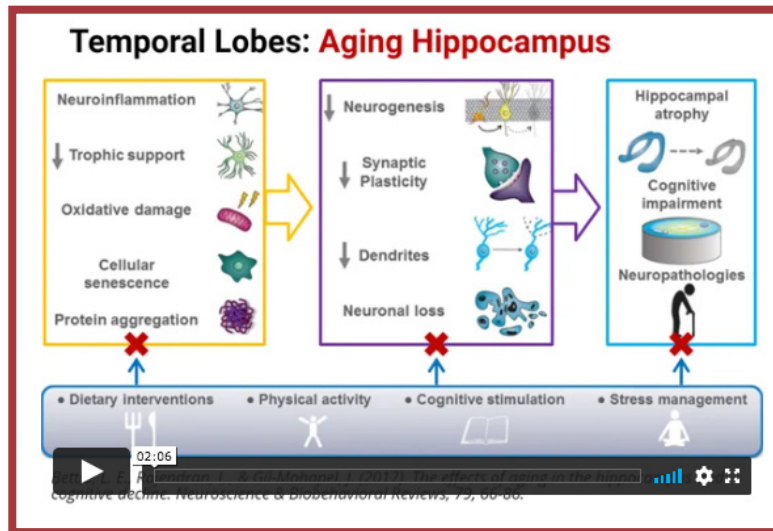 Temporal Lobes: Aging Hippocampus
Neuroinflammation
Trophic support
Oxidative damage
Cellular
senescence
Protein aggregation
Neurogenesis
Synaptic
Plasticity
Dendrites
Neuronal loss
Hippocampal
atrophy
Cognitive
impairment
Neuropathologies
• Dietary interventions • Physical activity • Cognitive stimulation • Stress management
02:06
L. E. L. & Gil-Mohapel, J. (2017). The effects of aging in the
cognitive decline. Neuroscience & Biobehavioral Reviews, 79, 66-86.